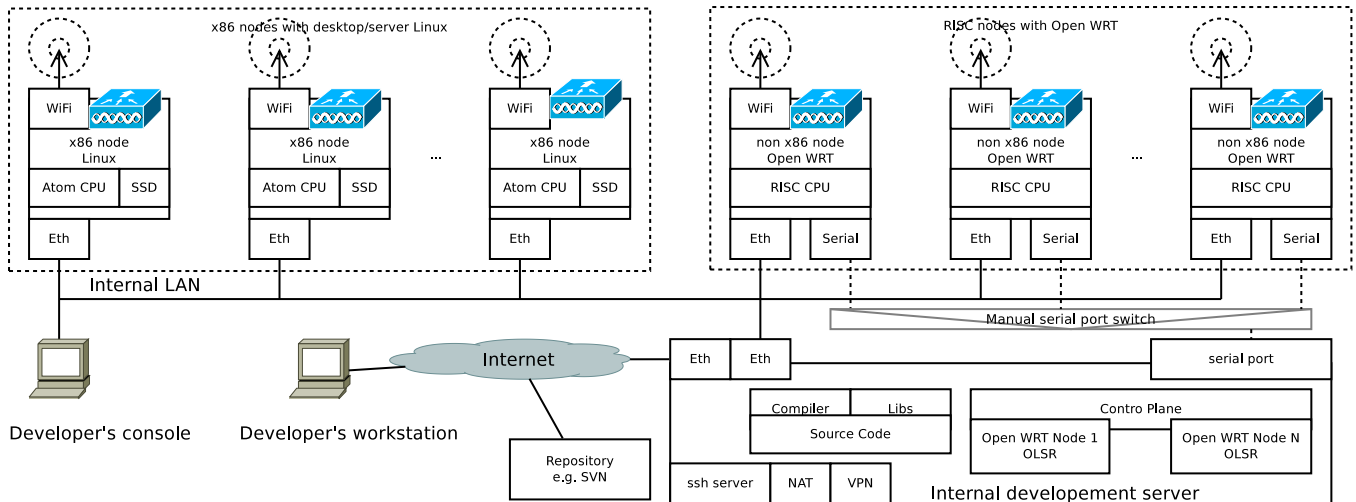 x86 nodes with desktop/server Linux
RISC nodes with Open WRT
WiFi
WiFi
WiFi
WiFi
WiFi
WiFi
x86 node
Linux
x86 node
Linux
...
x86 node
Linux
non x86 node
Open WRT
non x86 node
Open WRT
...
non x86 node
Open WRT
Atom CPU
SSD
Atom CPU
SSD
Atom CPU
SSD
RISC CPU
RISC CPU
RISC CPU
Eth
Eth
Eth
Eth
Serial
Eth
Serial
Eth
Serial
Internal LAN
Manual serial port switch
Internet
Eth
Eth
serial port
Compiler
Libs
Source Code
Contro Plane
Open WRT Node 1
OLSR
Open WRT Node N
OLSR
Developer's console
Developer's workstation
Repository
e.g. SVN
ssh server
NAT
VPN
Internal developement server